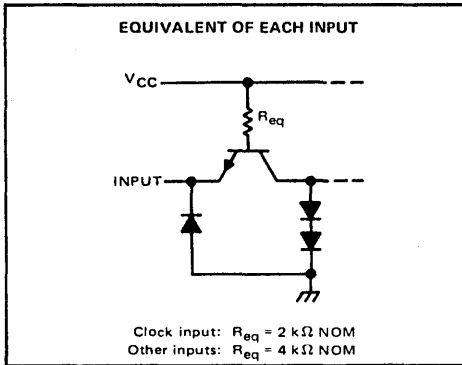 EQUIVALENT OF EACH INPUT
VCC
Req
INPUT
Clock input: Req = 2 kΩ NOM
Other inputs: Req = 4 kΩ NOM